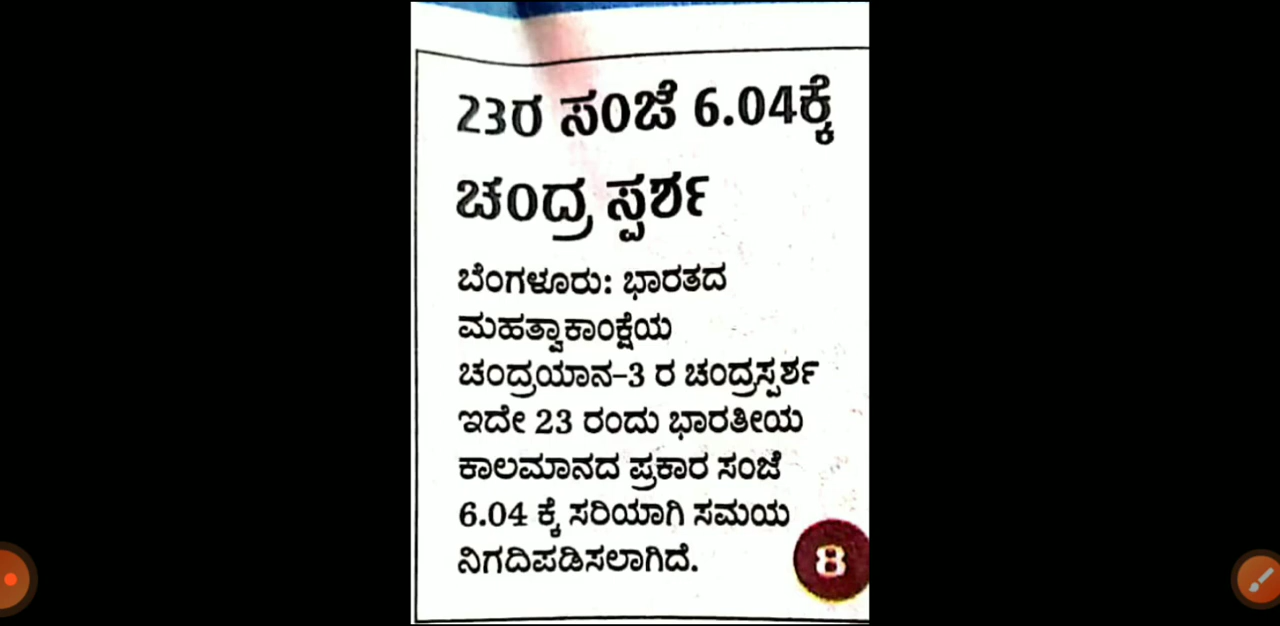 23ರ ಸಂಜೆ 6.04ಕ್ಕೆ
ಚಂದ್ರ ಸ್ಪರ್ಶ
ಬೆಂಗಳೂರು: ಭಾರತದ
ಮಹತ್ವಾಕಾಂಕ್ಷೆಯ
ಚಂದ್ರಯಾನ-3 ರ ಚಂದ್ರಸ್ಪರ್ಶ
ಇದೇ 23 ರಂದು ಭಾರತೀಯ
ಕಾಲಮಾನದ ಪ್ರಕಾರ ಸಂಜೆ
6.04 ಕ್ಕೆ ಸರಿಯಾಗಿ ಸಮಯ
ನಿಗದಿಪಡಿಸಲಾಗಿದೆ.
8